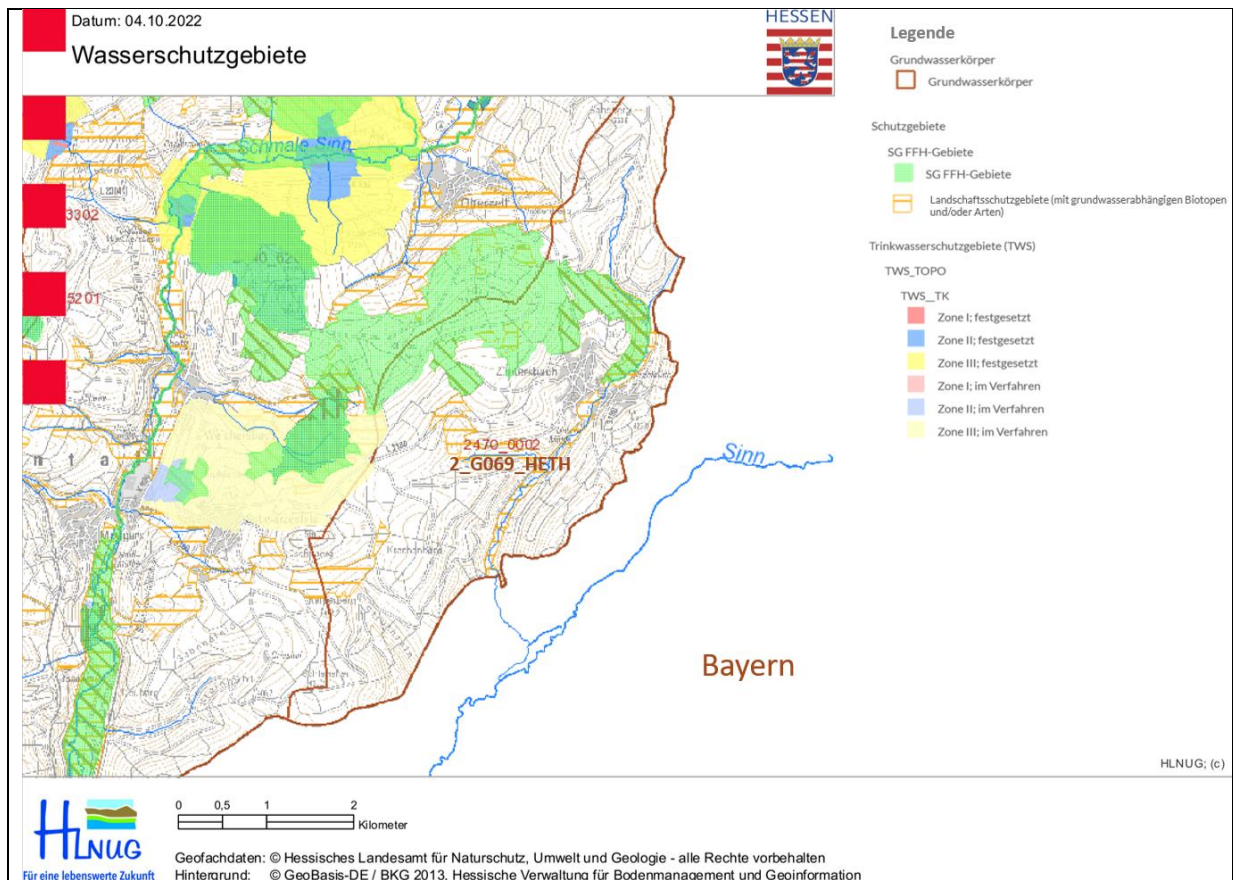 Datum: 04.10.2022
Wasserschutzgebiete
HESSEN
Legende
Grundwasserkörper
Grundwasserkörper
Schutzgebiete
SG FFH-Gebiete
SG FFH-Gebiete
Landschaftsschutzgebiete (mit grundwasserabhängigen Biotopen
und/oder Arten)
Trinkwasserschutzgebiete (TWS)
TWS_TOPO
TWS__TK
Zone I; festgesetzt
Zone II; festgesetzt
Zone III; festgesetzt
Zone I; im Verfahren
Zone II; im Verfahren
Zone III; im Verfahren
Schmale Sinn
3302
5201
2470_0002
2_G069_HETH
Sinn
Bayern
HLNUG; (c)
HLNUG
Für eine lebenswerte Zukunft
0 0,5 1 2
Kilometer
Geofachdaten: © Hessisches Landesamt für Naturschutz, Umwelt und Geologie - alle Rechte vorbehalten
Hintergrund: © GeoBasis-DE / BKG 2013, Hessische Verwaltung für Bodenmanagement und Geoinformation